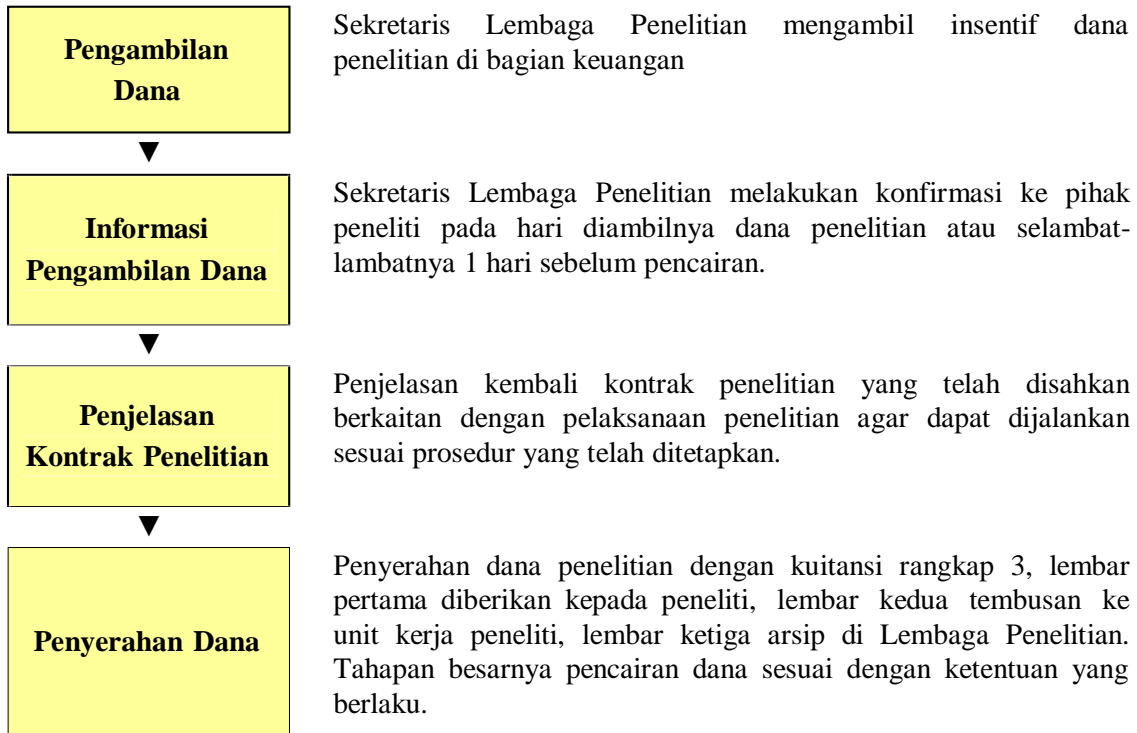 Pengambilan
Dana
Sekretaris Lembaga Penelitian mengambil insentif dana
penelitian di bagian keuangan
▼
Informasi
Pengambilan Dana
Sekretaris Lembaga Penelitian melakukan konfirmasi ke pihak
peneliti pada hari diambilnya dana penelitian atau selambat-
lambatnya 1 hari sebelum pencairan.
▼
Penjelasan
Kontrak Penelitian
Penjelasan kembali kontrak penelitian yang telah disahkan
berkaitan dengan pelaksanaan penelitian agar dapat dijalankan
sesuai prosedur yang telah ditetapkan.
▼
Penyerahan Dana
Penyerahan dana penelitian dengan kuitansi rangkap 3, lembar
pertama diberikan kepada peneliti, lembar kedua tembusan ke
unit kerja peneliti, lembar ketiga arsip di Lembaga Penelitian.
Tahapan besarnya pencairan dana sesuai dengan ketentuan yang
berlaku.